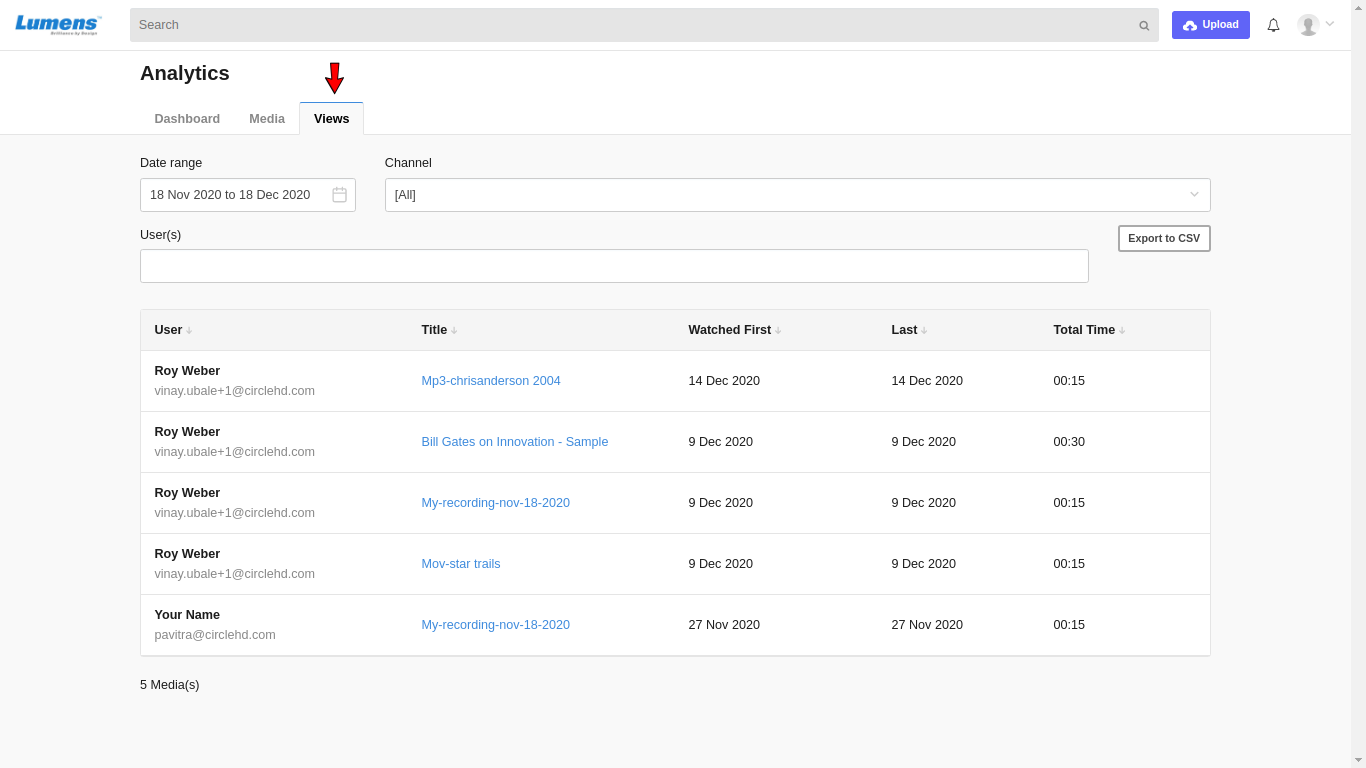 Lumens
Brilliance by Design
Search
Upload
Analytics
Dashboard Media Views
Date range Channel
18 Nov 2020 to 18 Dec 2020 [All]
User(s)
Export to CSV
User Title Watched First Last Total Time
Roy Weber
vinay.ubale+1@circlehd.com
Mp3-chrisanderson 2004 14 Dec 2020 14 Dec 2020 00:15
Roy Weber
vinay.ubale+1@circlehd.com
Bill Gates on Innovation - Sample 9 Dec 2020 9 Dec 2020 00:30
Roy Weber
vinay.ubale+1@circlehd.com
My-recording-nov-18-2020 9 Dec 2020 9 Dec 2020 00:15
Roy Weber
vinay.ubale+1@circlehd.com
Mov-star trails 9 Dec 2020 9 Dec 2020 00:15
Your Name
pavitra@circlehd.com
My-recording-nov-18-2020 27 Nov 2020 27 Nov 2020 00:15
5 Media(s)